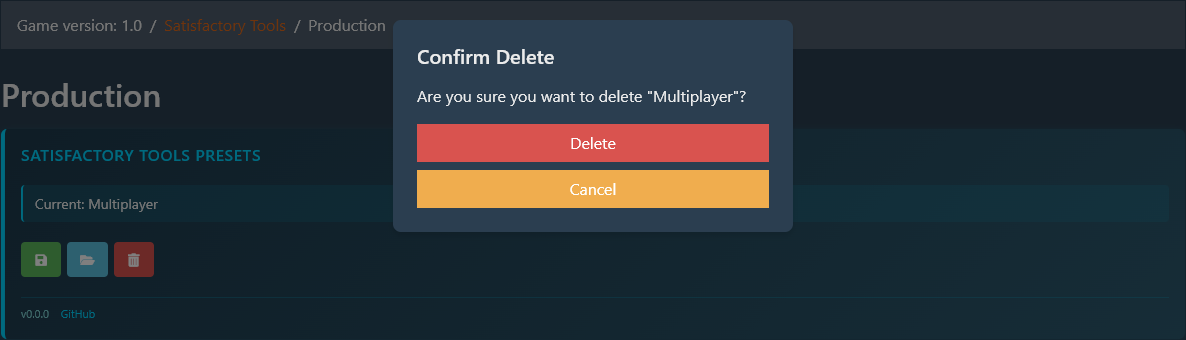 Game version: 1.0 / Satisfactory Tools / Production
Production
SATISFACTORY TOOLS PRESETS
Current: Multiplayer
v0.0.0 GitHub
Confirm Delete
Are you sure you want to delete "Multiplayer"?
Delete
Cancel